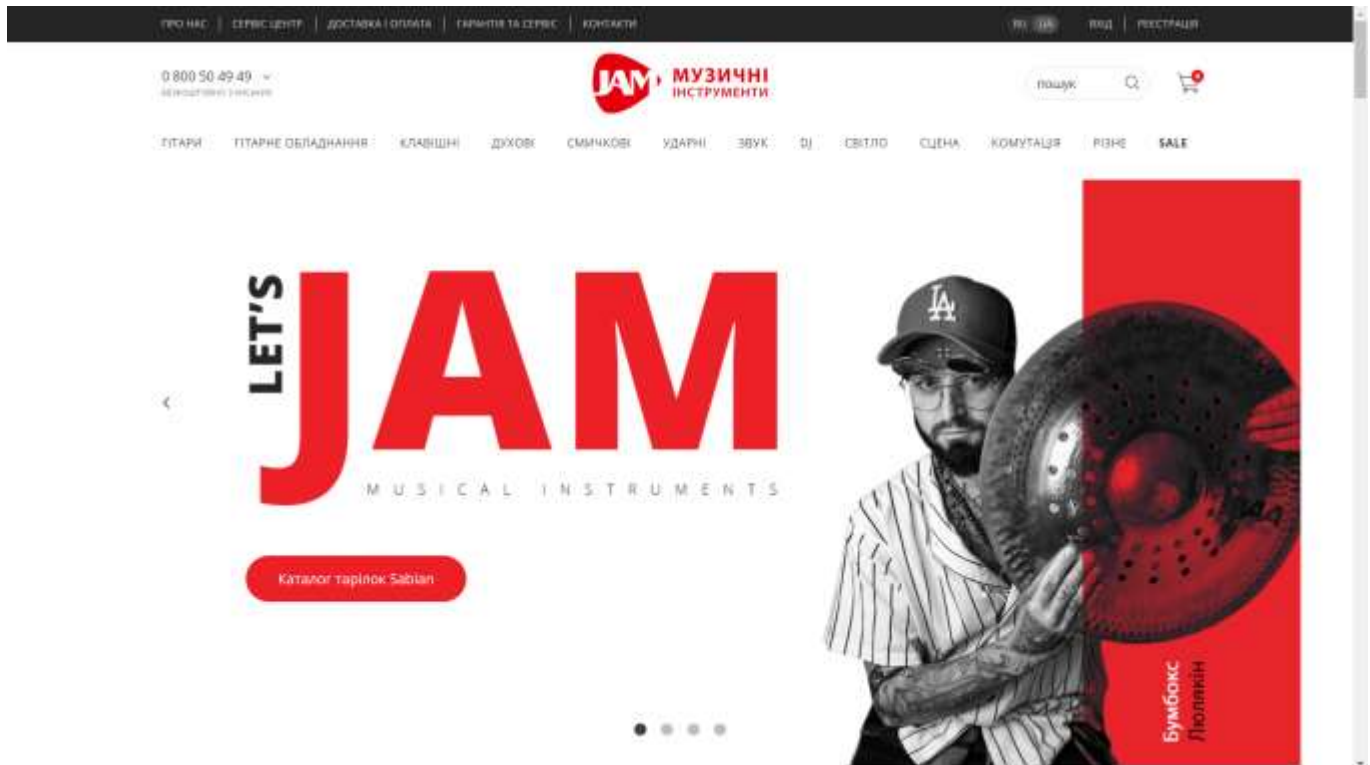 ПРО НАС | СЕРВІС ЦЕНТР | ДОСТАВКА І ОПЛАТА | ГАРАНТІЯ ТА СЕРВІС | КОНТАКТИ
RU UA ВХІД | РЕЄСТРАЦІЯ
0 800 50 49 49
JAM МУЗИЧНІ
ІНСТРУМЕНТИ
пошук
ГІТАРИ ГІТАРНЕ ОБЛАДНАННЯ КЛАВІШНІ ДУХОВІ СМИЧКОВІ УДАРНІ ЗВУК DJ СВІТЛО СЦЕНА КОМУТАЦІЯ РІЗНЕ SALE
LET'S
JAM
MUSICAL INSTRUMENTS
LA
AA
Каталог тарілок Sabian
Бумбокс
Люлякін